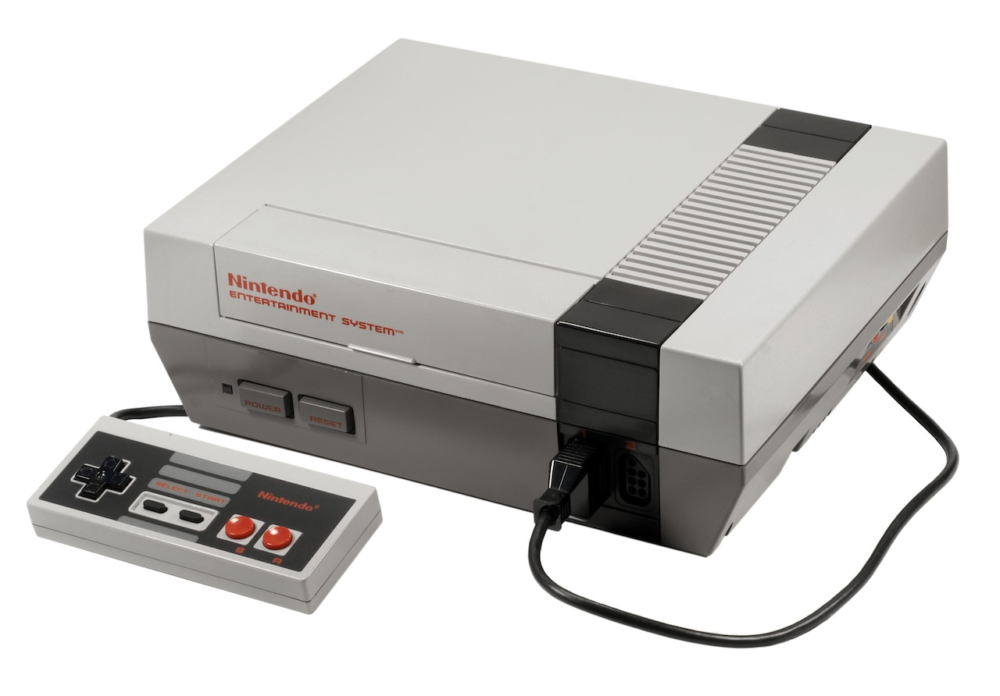 Nintendo®
ENTERTAINMENT SYSTEM™
POWER
RESET
1
2
SELECT START
Nintendo®
B A